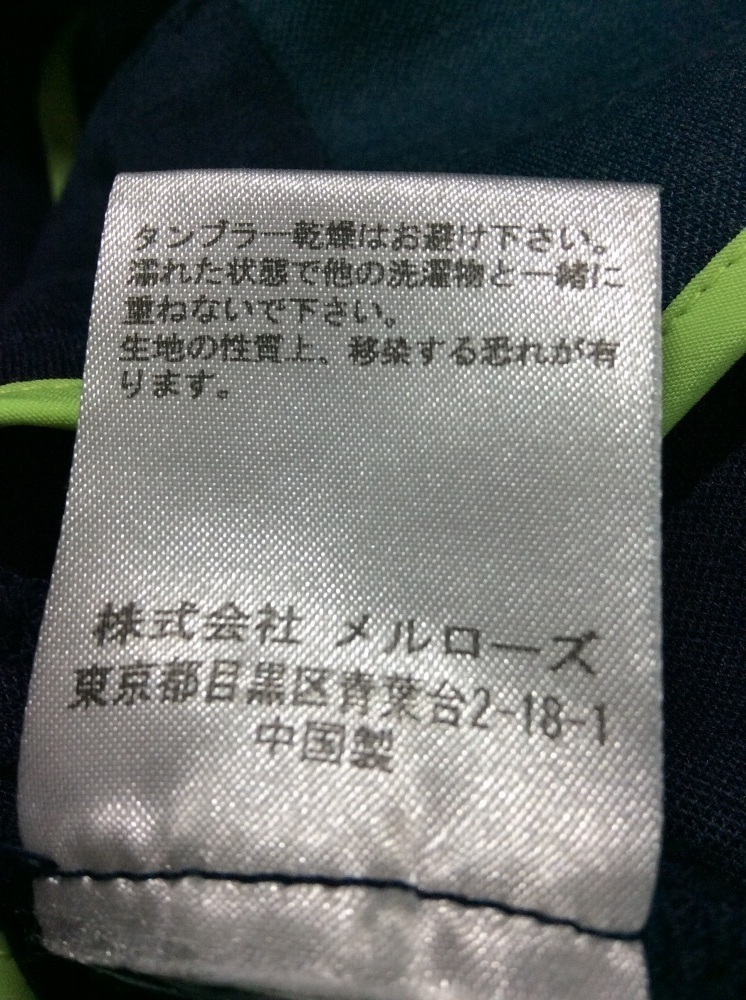 タンブラー乾燥はお避け下さい。
濡れた状態で他の洗濯物と一緒に
重ねないで下さい。
生地の性質上、移染する恐れが有
ります。
株式会社 メルローズ
東京都目黒区青葉台2-18-1
中国製